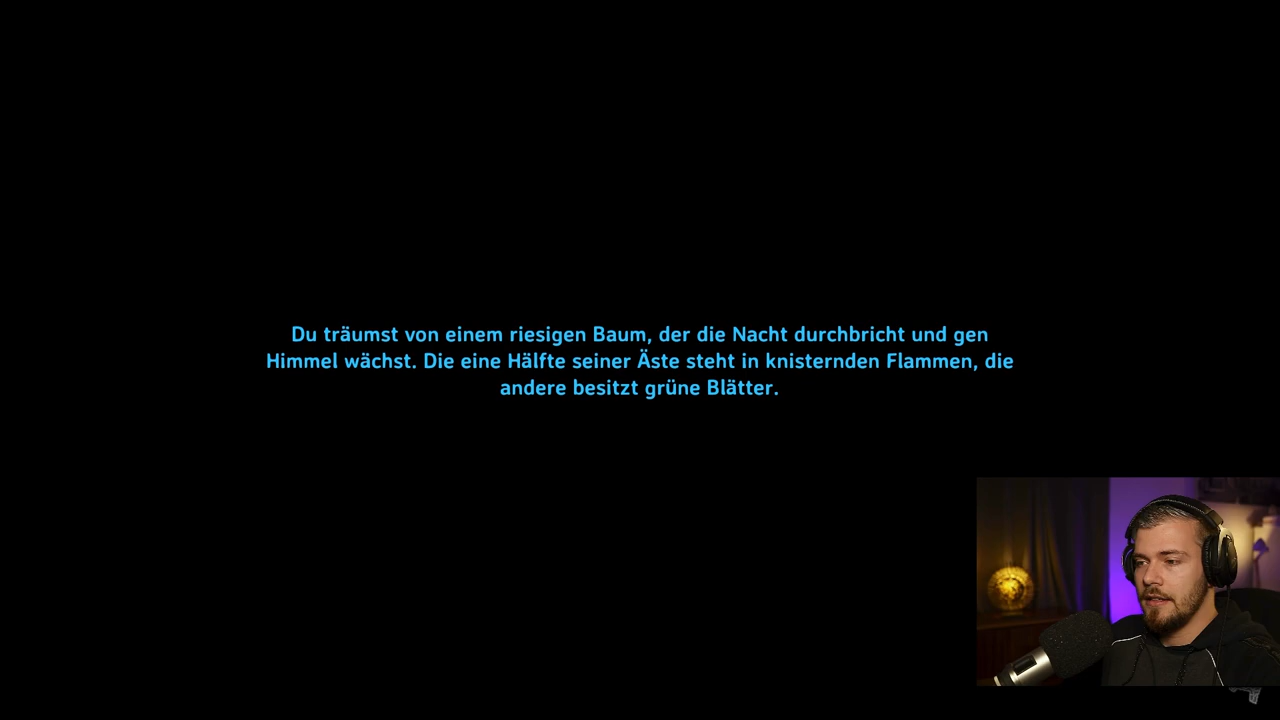 Du träumst von einem riesigen Baum, der die Nacht durchbricht und gen
Himmel wächst. Die eine Hälfte seiner Äste steht in knisternden Flammen, die
andere besitzt grüne Blätter.